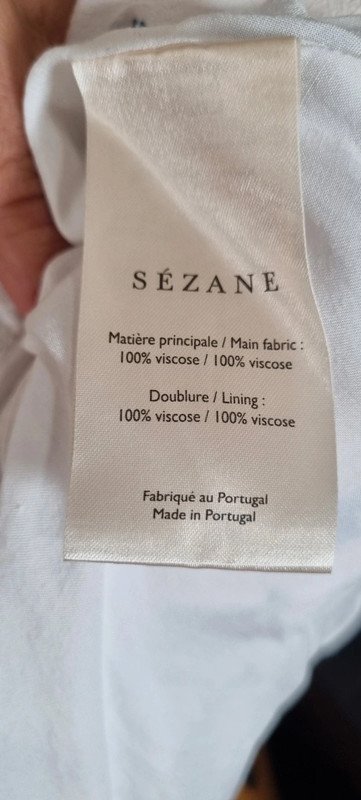 SÉZANE
Matière principale / Main fabric :
100% viscose / 100% viscose
Doublure / Lining :
100% viscose / 100% viscose
Fabriqué au Portugal
Made in Portugal